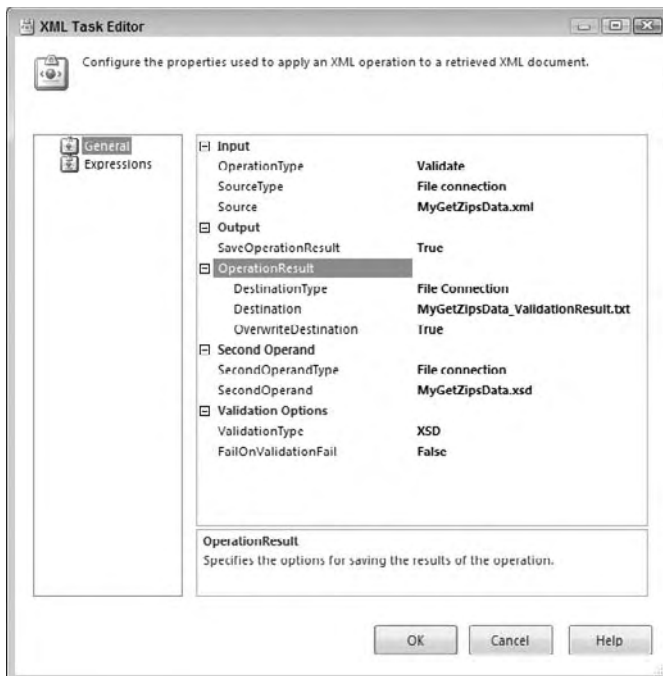 XML Task Editor
Configure the properties used to apply an XML operation to a retrieved XML document.
General
Expressions
Input
OperationType Validate
SourceType File connection
Source MyGetZipsData.xml
Output
SaveOperationResult True
OperationResult
DestinationType File Connection
Destination MyGetZipsData_ValidationResult.txt
OverwriteDestination True
Second Operand
SecondOperandType File connection
SecondOperand MyGetZipsData.xsd
Validation Options
ValidationType XSD
FailOnValidationFail False
OperationResult
Specifies the options for saving the results of the operation.
OK Cancel Help